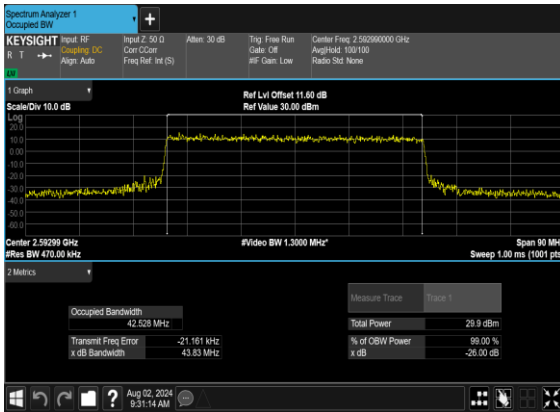 Spectrum Analyzer 1
Occupied BW
KEYSIGHT
R T
LXI
Input: RF
Coupling: DC
Align: Auto
Input Z: 50 Ω
Corr CCorr
Freq Ref: Int (S)
Atten: 30 dB
Trig: Free Run
Gate: Off
#IF Gain: Low
Center Freq: 2.592990000 GHz
Avg|Hold: 100/100
Radio Std: None
1 Graph
Scale/Div 10.0 dB
Ref Lvl Offset 11.60 dB
Ref Value 30.00 dBm
Log
20.0
10.0
0.00
-10.0
-20.0
-30.0
-40.0
-50.0
-60.0
Center 2.59299 GHz
#Res BW 470.00 kHz
#Video BW 1.3000 MHz*
Span 90 MH
Sweep 1.00 ms (1001 pts
2 Metrics
Measure Trace
Trace 1
Occupied Bandwidth
42.528 MHz
Total Power
29.9 dBm
Transmit Freq Error
-21.161 kHz
% of OBW Power
99.00 %
x dB Bandwidth
43.83 MHz
x dB
-26.00 dB
Aug 02, 2024
9:31:14 AM